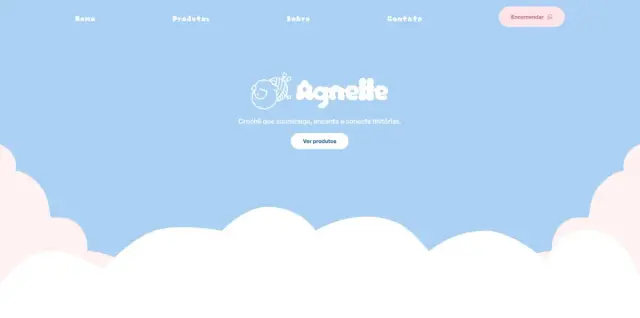 Home
Produtos
Sobre
Contato
Encomendar
Agnelle
Crochê que aconchega, encanta e conecta histórias.
Ver produtos